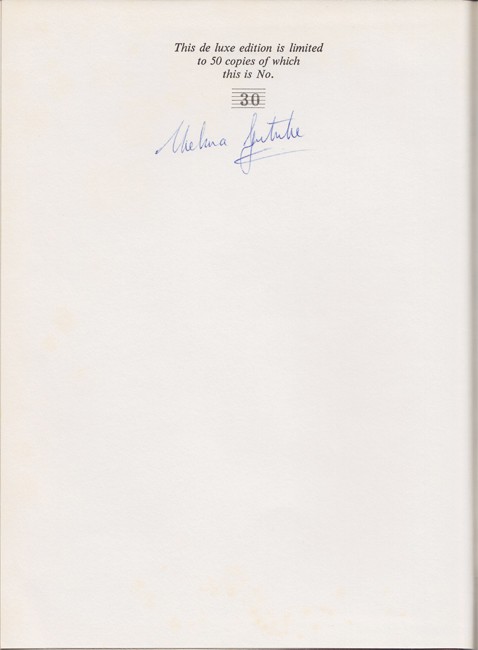 This de luxe edition is limited
to 50 copies of which
this is No.
30
Thelma